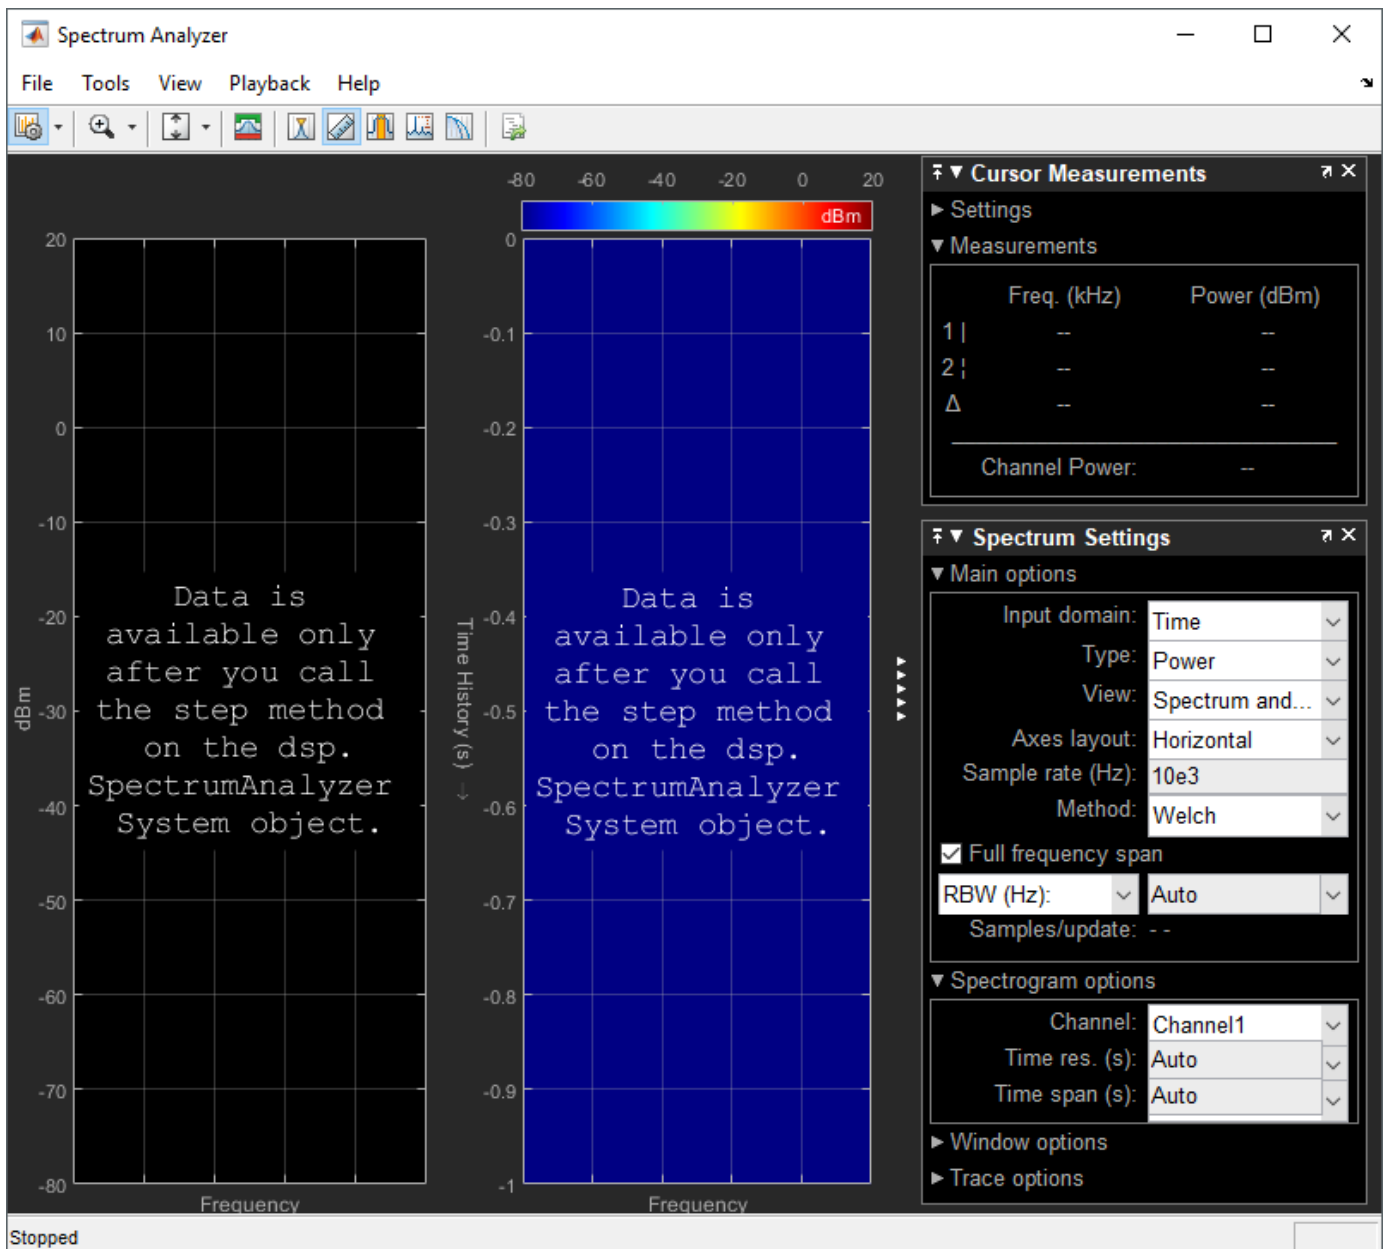 Spectrum Analyzer
File Tools View Playback Help
-80 -60 -40 -20 0 20
dBm
20
10
0
-10
-20
-30
-40
-50
-60
-70
-80
dBm
Data is
available only
after you call
the step method
on the dsp.
SpectrumAnalyzer
System object.
Frequency
0
-0.1
-0.2
-0.3
-0.4
-0.5
-0.6
-0.7
-0.8
-0.9
-1
Time History (s) →
Data is
available only
after you call
the step method
on the dsp.
SpectrumAnalyzer
System object.
Frequency
▼ Cursor Measurements
► Settings
▼ Measurements
Freq. (kHz) Power (dBm)
1 | -- --
2 ¦ -- --
Δ -- --
Channel Power: --
▼ Spectrum Settings
▼ Main options
Input domain: Time
Type: Power
View: Spectrum and...
Axes layout: Horizontal
Sample rate (Hz): 10e3
Method: Welch
Full frequency span
RBW (Hz): Auto
Samples/update: - -
▼ Spectrogram options
Channel: Channel1
Time res. (s): Auto
Time span (s): Auto
► Window options
► Trace options
Stopped